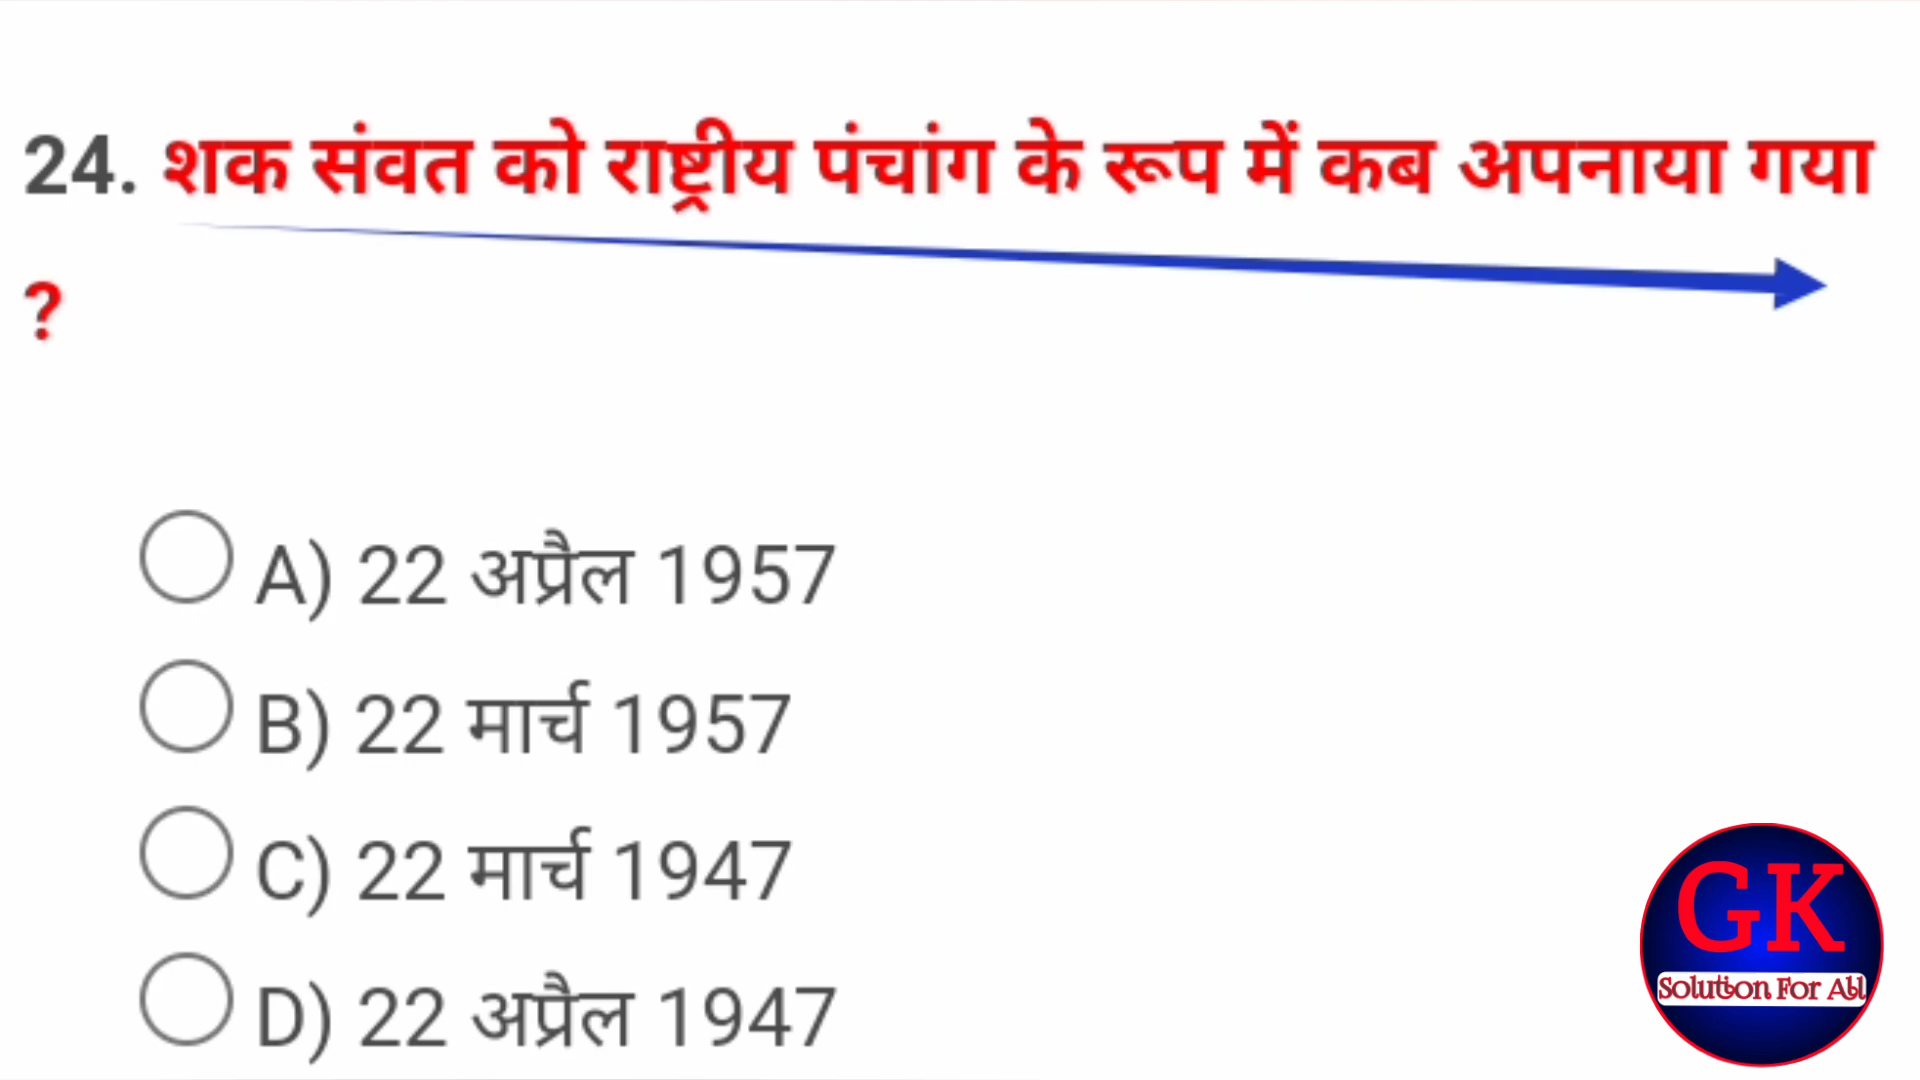 24. शक संवत को राष्ट्रीय पंचांग के रूप में कब अपनाया गया
?
A) 22 अप्रैल 1957
B) 22 मार्च 1957
C) 22 मार्च 1947
D) 22 अप्रैल 1947
GK
Solution For All